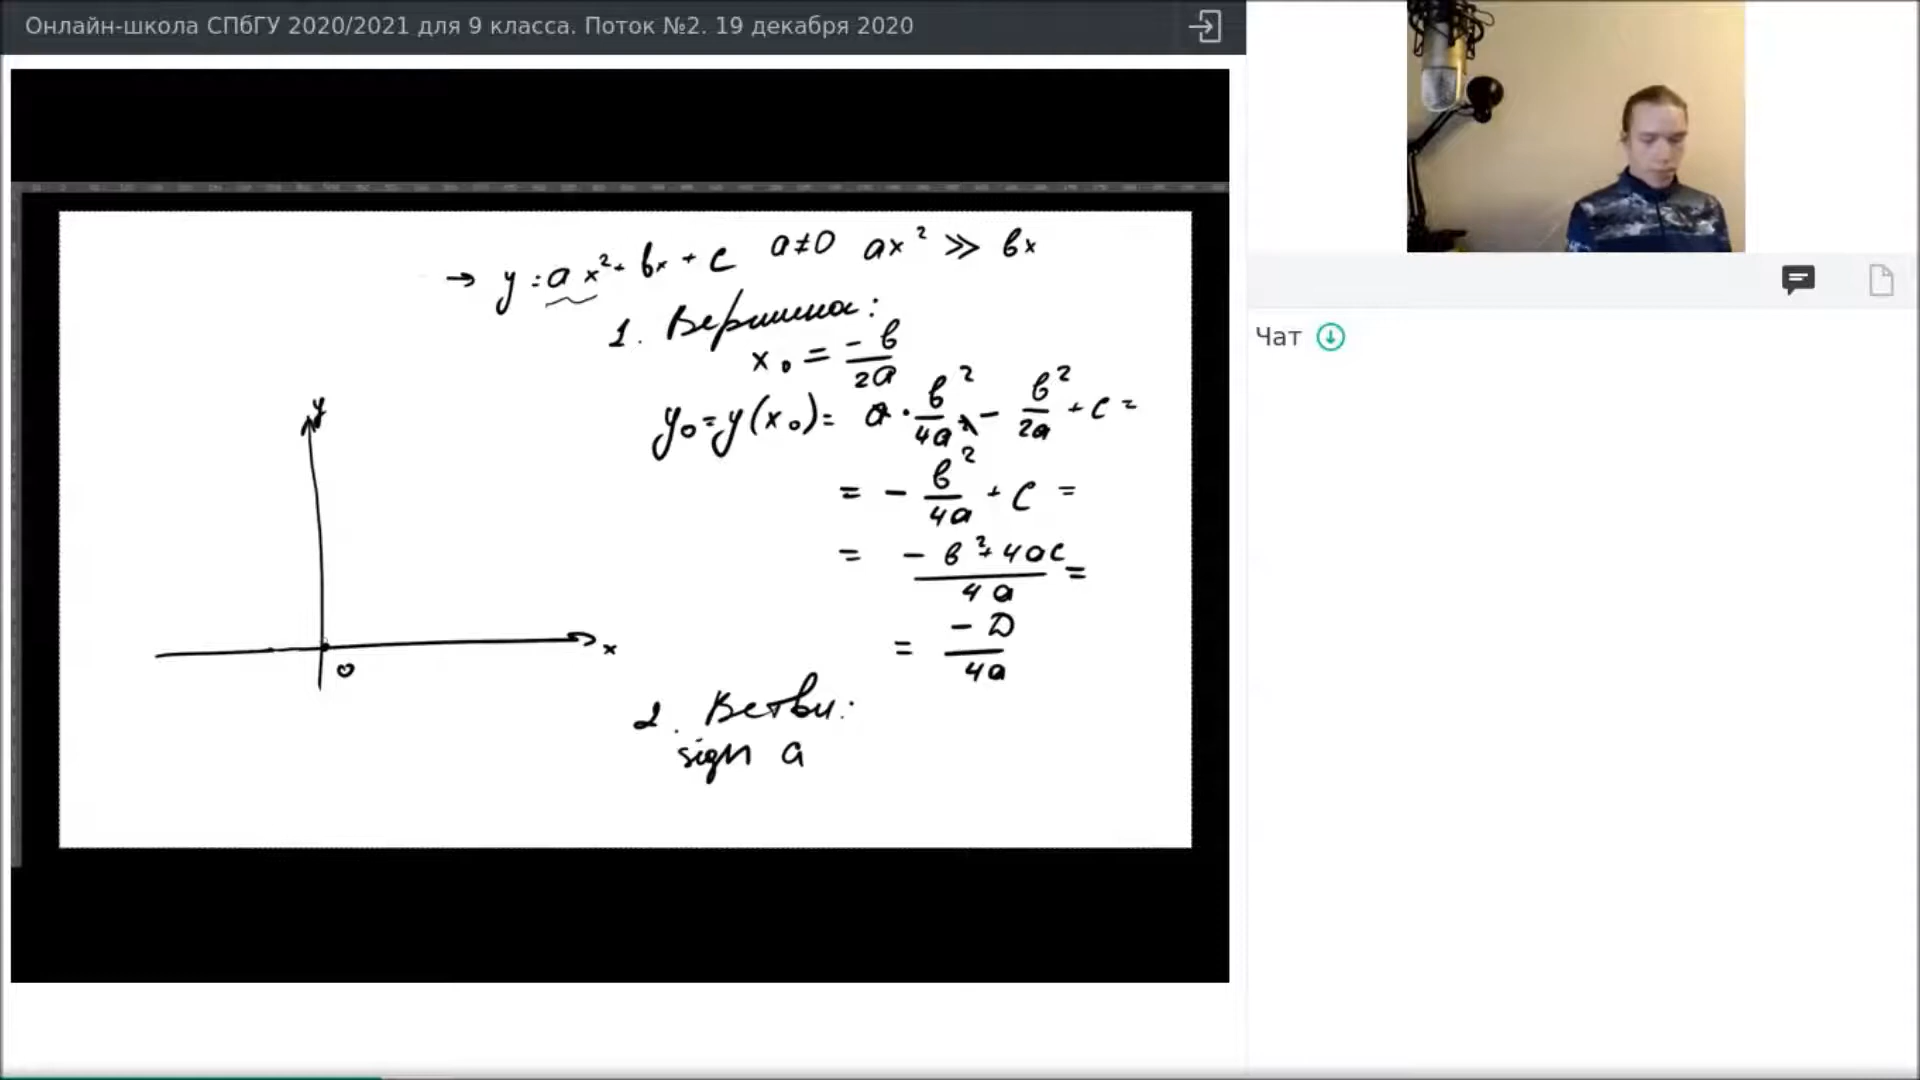 Онлайн-школа СПбГУ 2020/2021 для 9 класса. Поток №2. 19 декабря 2020
Чат
→ y = ax² + bx + c a ≠ 0 ax² ≫ bx
1. Вершина:
x₀ = -b/2a
y₀ = y(x₀) = a · b²/4a² - b²/2a + c =
= - b²/4a + c =
= (-b² + 4ac)/4a =
= -D/4a
2. Ветви:
sign a
y
x
0